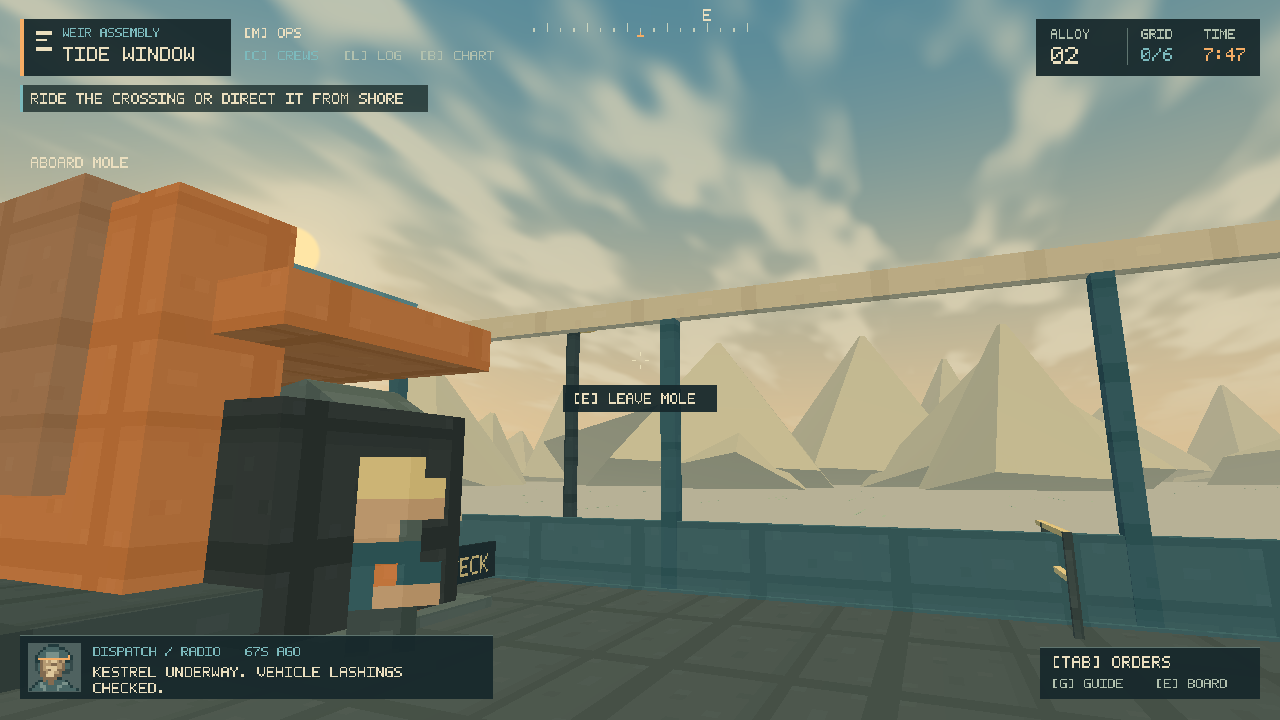 WEIR ASSEMBLY
TIDE WINDOW
[M] OPS
[C] CREWS [L] LOG [B] CHART
RIDE THE CROSSING OR DIRECT IT FROM SHORE
E
ALLOY
02
GRID
0/6
TIME
7:47
ABOARD MOLE
[E] LEAVE MOLE
ECK
DISPATCH / RADIO 67S AGO
KESTREL UNDERWAY. VEHICLE LASHINGS
CHECKED.
[TAB] ORDERS
[G] GUIDE [E] BOARD